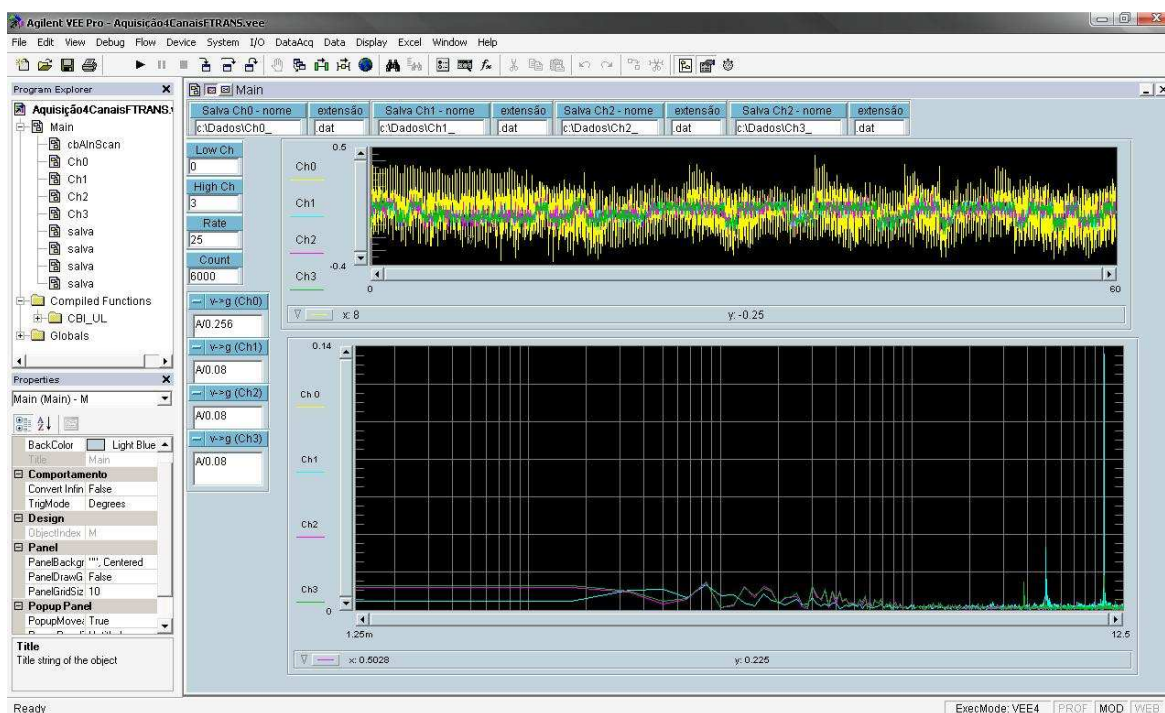 Agilent VEE Pro - Aquisição4CanaisFTRANS.vee
File Edit View Debug Flow Device System I/O DataAcq Data Display Excel Window Help
Program Explorer
Aquisição4CanaisFTRANS.
Main
cbAInScan
Ch0
Ch1
Ch2
Ch3
salva
salva
salva
salva
Compiled Functions
CBI_UL
Globals
Properties
Main (Main) - M
BackColor Light Blue
Title Main
Comportamento
Convert Infin False
TrigMode Degrees
Design
ObjectIndex M
Panel
PanelBackgr "", Centered
PanelDrawG False
PanelGridSiz 10
Popup Panel
PopupMovea True
Title
Title string of the object
Main
Salva Ch0 - nome extensão Salva Ch1 - nome extensão Salva Ch2 - nome extensão Salva Ch2 - nome extensão
c:\Dados\Ch0_ .dat c:\Dados\Ch1_ .dat c:\Dados\Ch2_ .dat c:\Dados\Ch3_ .dat
Low Ch
0
High Ch
3
Rate
25
Count
6000
v->g (Ch0)
A/0.256
v->g (Ch1)
A/0.08
v->g (Ch2)
A/0.08
v->g (Ch3)
A/0.08
0.5
Ch0
Ch1
Ch2
Ch3
-0.4
0 60
x: 8 y: -0.25
0.14
Ch 0
Ch1
Ch2
Ch3
0
1.25m 12.5
x: 0.5028 y: 0.225
Ready ExecMode: VEE4 PROF MOD WEB